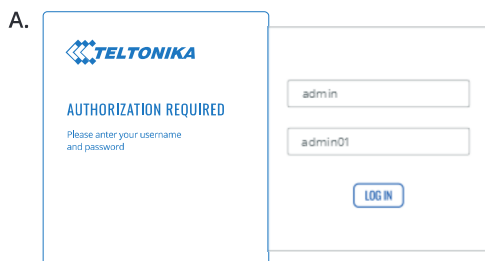 A.
TELTONIKA
AUTHORIZATION REQUIRED
Please anter your username
and password
admin
admin01
LOG IN